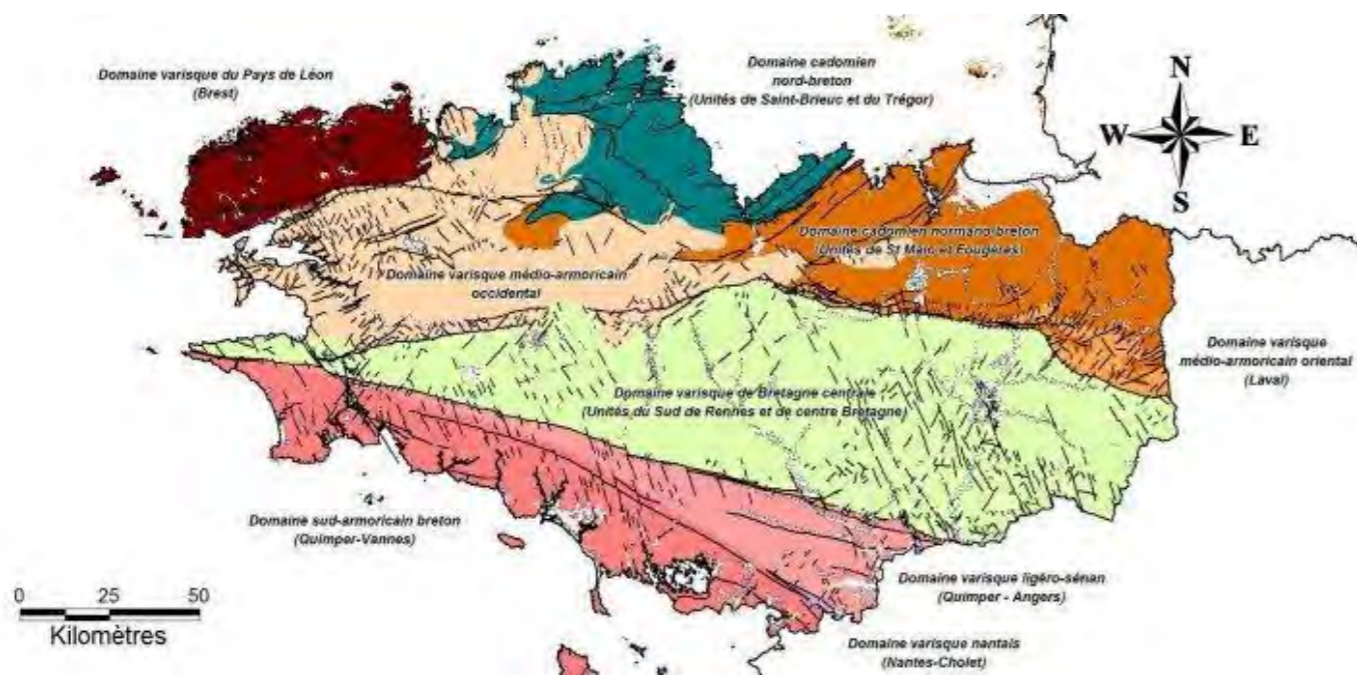 Domaine varisque du Pays de Léon
(Brest)
Domaine cadomien
nord-breton
(Unités de Saint-Brieuc et du Trégor)
N
W
E
S
Domaine cadomien normano-breton
(Unités de St Malo et Fougères)
Domaine varisque médio-armoricain
occidental
Domaine varisque
médio-armoricain oriental
(Laval)
Domaine varisque de Bretagne centrale
(Unités du Sud de Rennes et de centre Bretagne)
Domaine sud-armoricain breton
(Quimper-Vannes)
Domaine varisque ligéro-sénan
(Quimper - Angers)
0 25 50
Kilomètres
Domaine varisque nantais
(Nantes-Cholet)